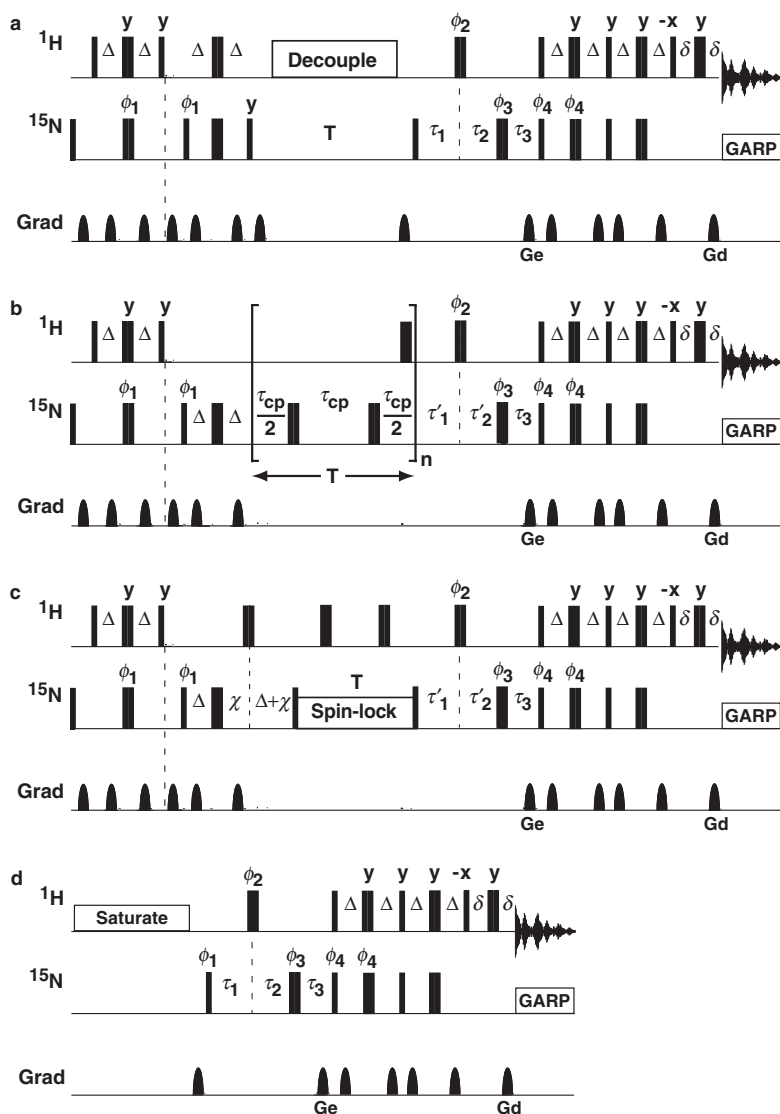 a
y y ϕ2 y y y -x y
1H Δ Δ Δ Δ Decouple Δ Δ Δ Δ δ δ
ϕ1 ϕ1 y ϕ3 ϕ4 ϕ4
15N T τ1 τ2 τ3 GARP
Grad
Ge Gd
b
y y ϕ2 y y y -x y
1H Δ Δ Δ Δ Δ Δ δ δ
ϕ1 ϕ1 ϕ3 ϕ4 ϕ4
15N Δ Δ τcp/2 τcp τcp/2 τ'1 τ'2 τ3 GARP
n
T
Grad
Ge Gd
c
y y ϕ2 y y y -x y
1H Δ Δ Δ Δ Δ Δ δ δ
ϕ1 ϕ1 T ϕ3 ϕ4 ϕ4
15N Δ χ Δ+χ Spin-lock τ'1 τ'2 τ3 GARP
Grad
Ge Gd
d
ϕ2 y y y -x y
1H Saturate Δ Δ Δ Δ δ δ
ϕ1 ϕ3 ϕ4 ϕ4
15N τ1 τ2 τ3 GARP
Grad
Ge Gd